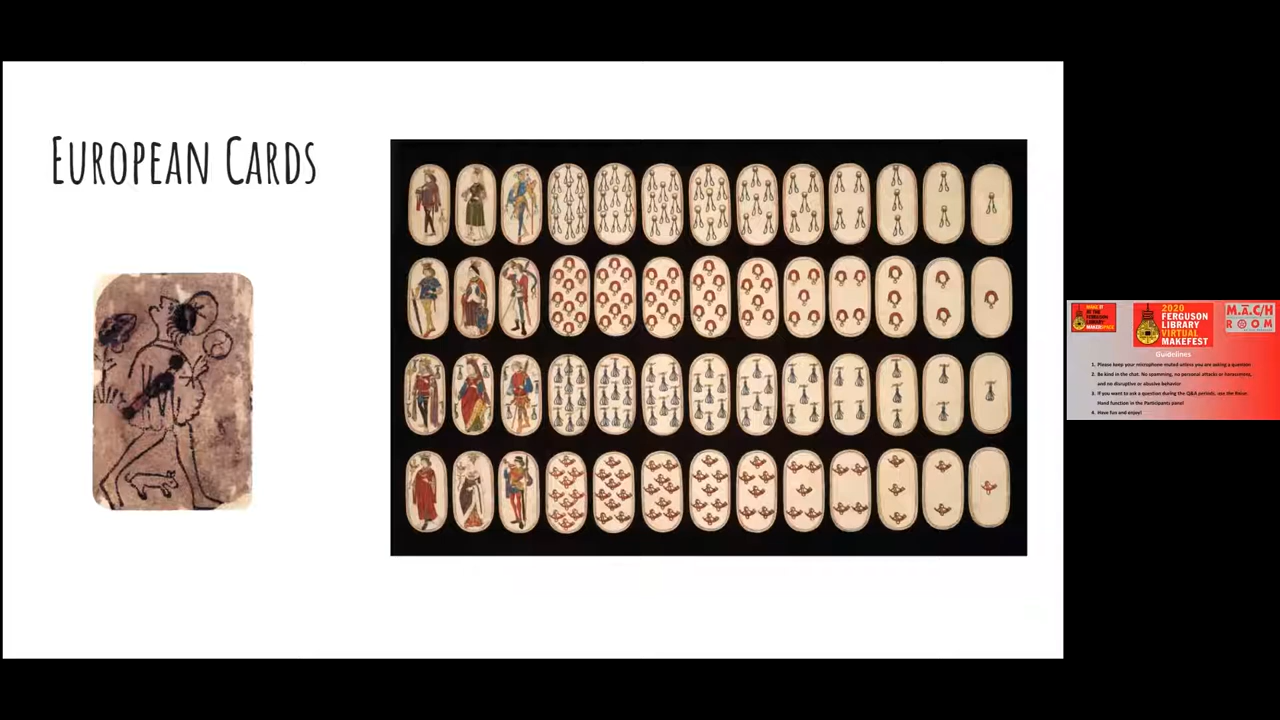 European Cards
MAKE IT
AT THE
FERGUSON
LIBRARY
MAKERSPACE
2020
FERGUSON
LIBRARY
VIRTUAL
MAKEFEST
M.A.C/H
R M
Guidelines
1. Please keep your microphone muted unless you are asking a question
2. Be kind in the chat. No spamming, no personal attacks or harassment,
and no disruptive or abusive behavior
3. If you want to ask a question during the Q&A periods, use the Raise
Hand function in the Participants panel
4. Have fun and enjoy!